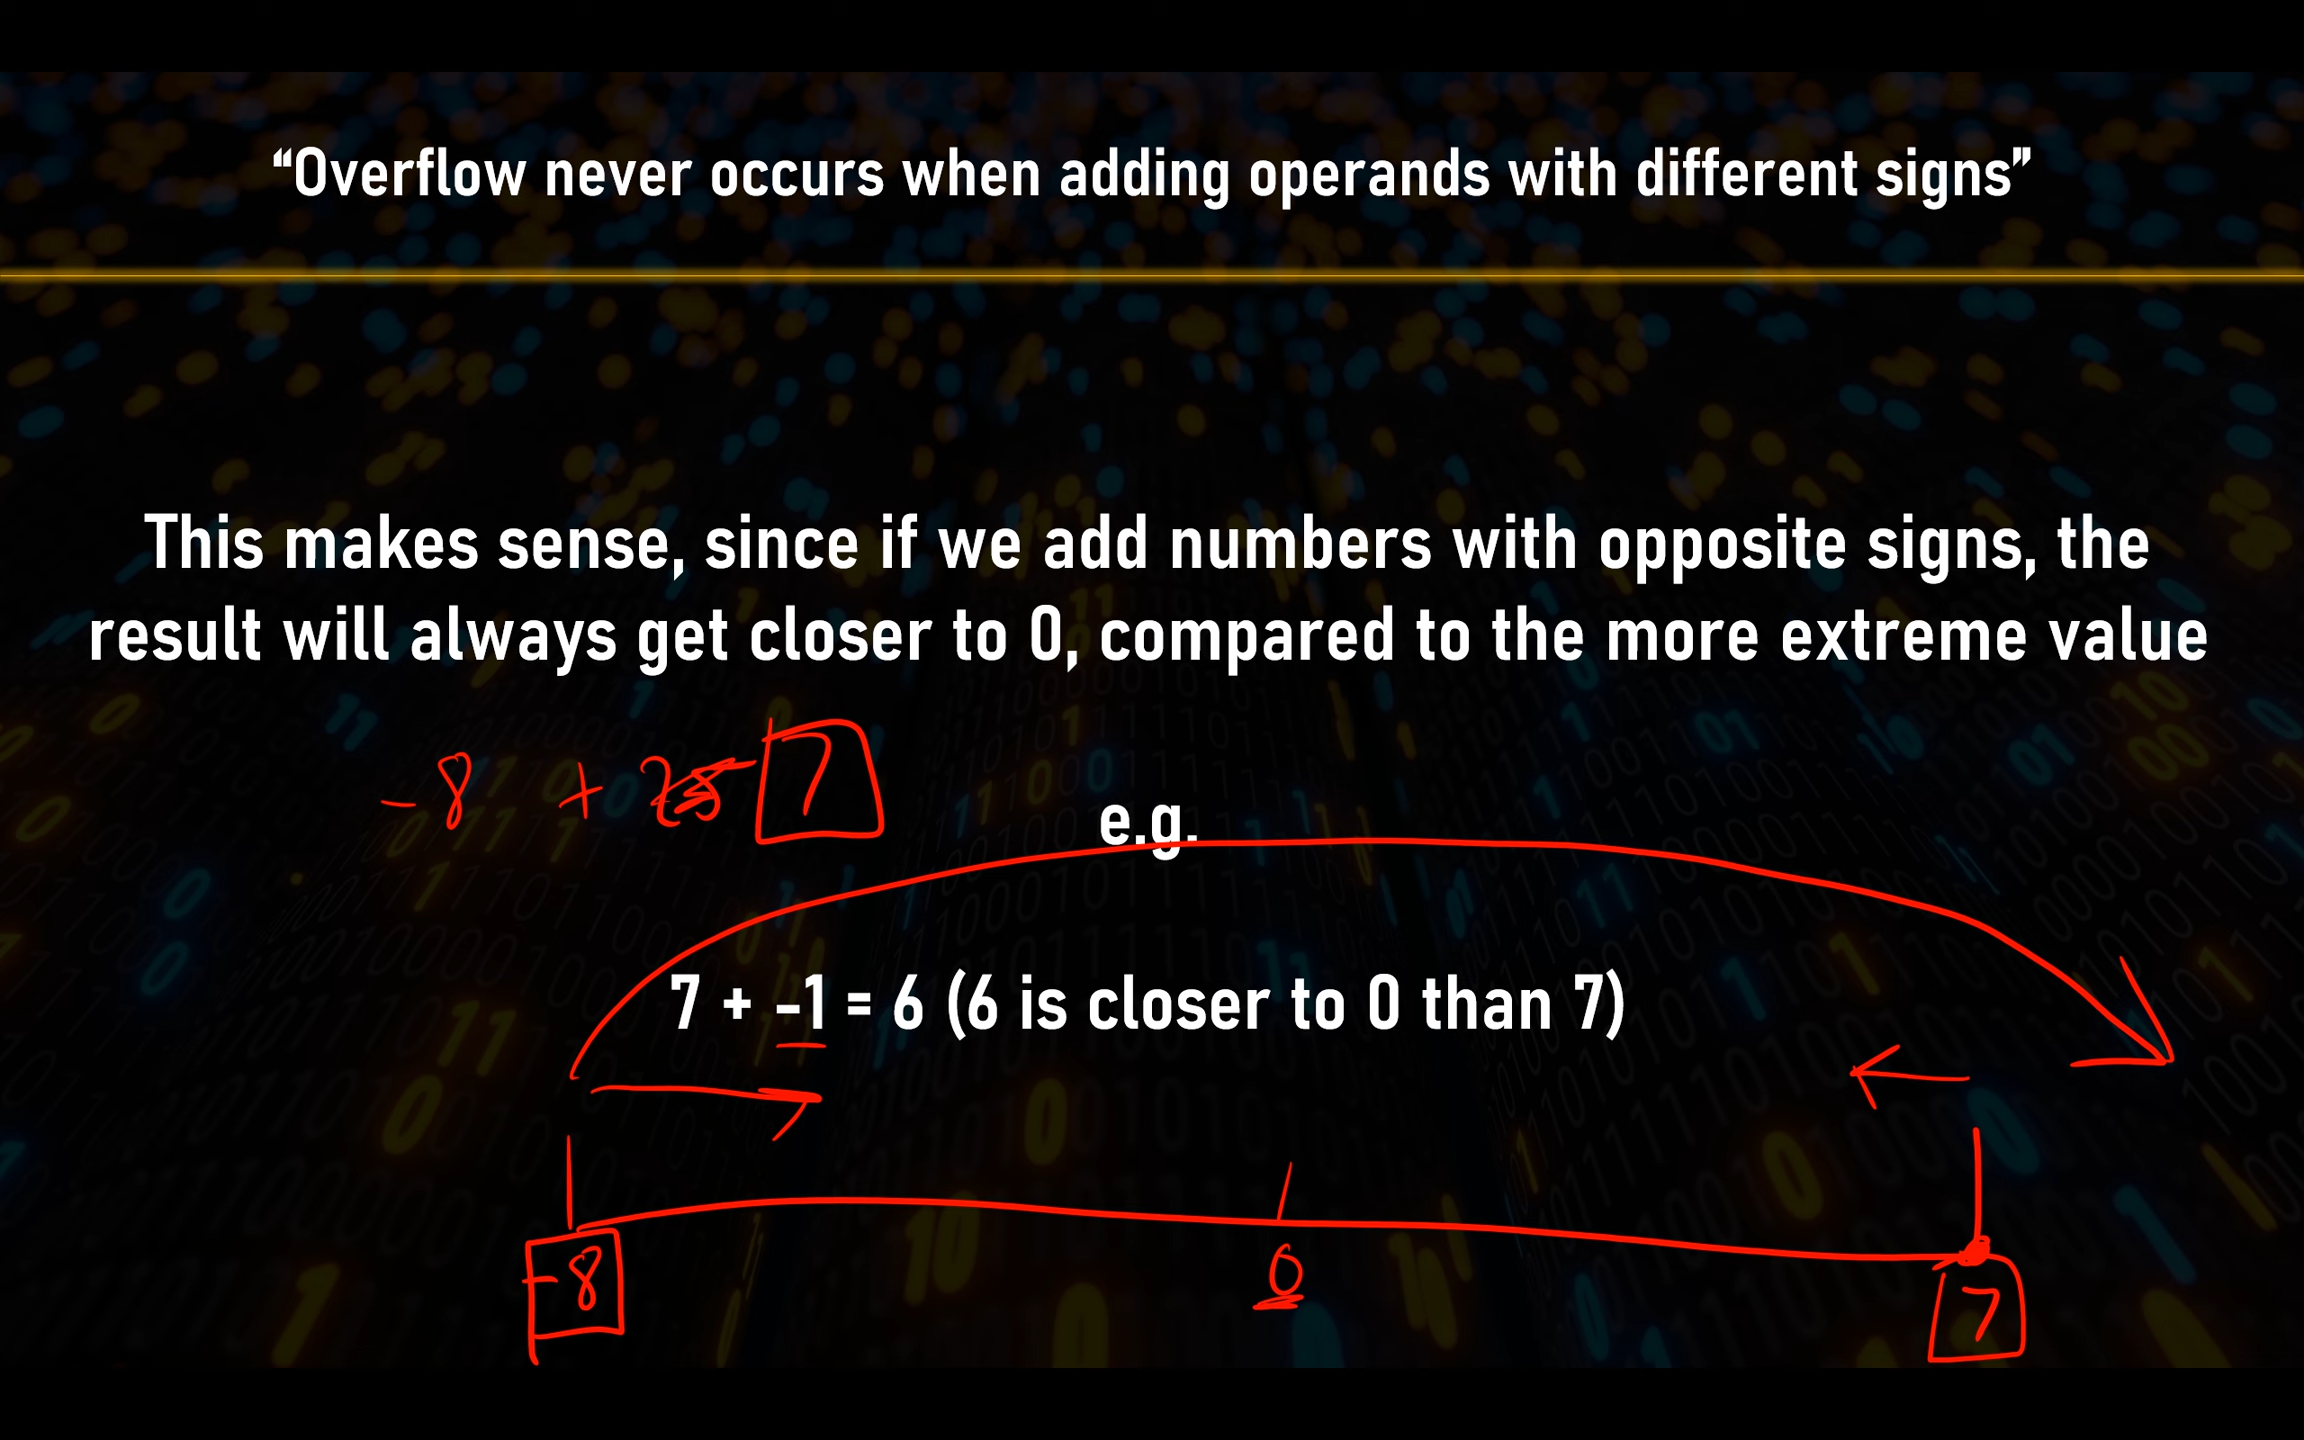 “Overflow never occurs when adding operands with different signs”
This makes sense, since if we add numbers with opposite signs, the
result will always get closer to 0, compared to the more extreme value
-8 + 7
e.g.
7 + -1 = 6 (6 is closer to 0 than 7)
-8 0 7